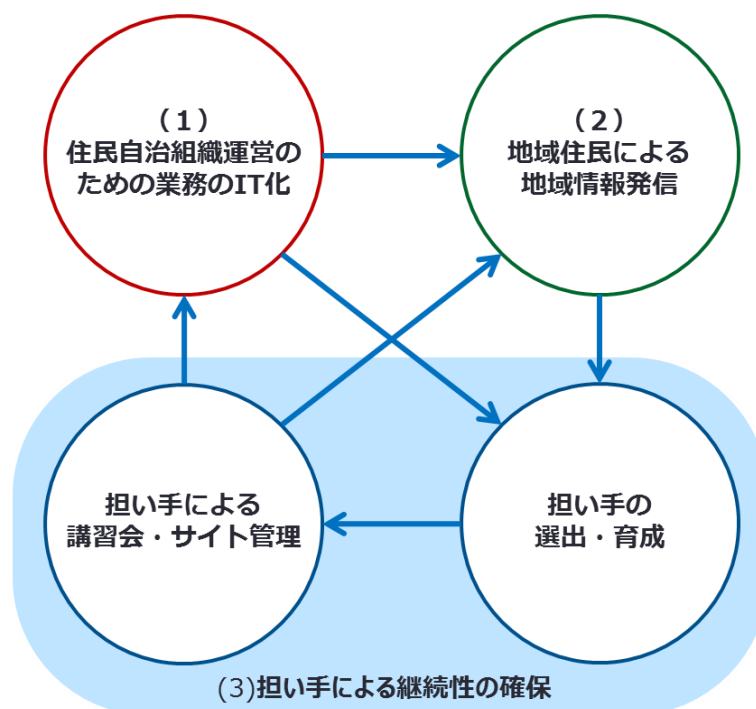 （１）
住民自治組織運営の
ための業務のIT化
（２）
地域住民による
地域情報発信
担い手による
講習会・サイト管理
担い手の
選出・育成
(3)担い手による継続性の確保